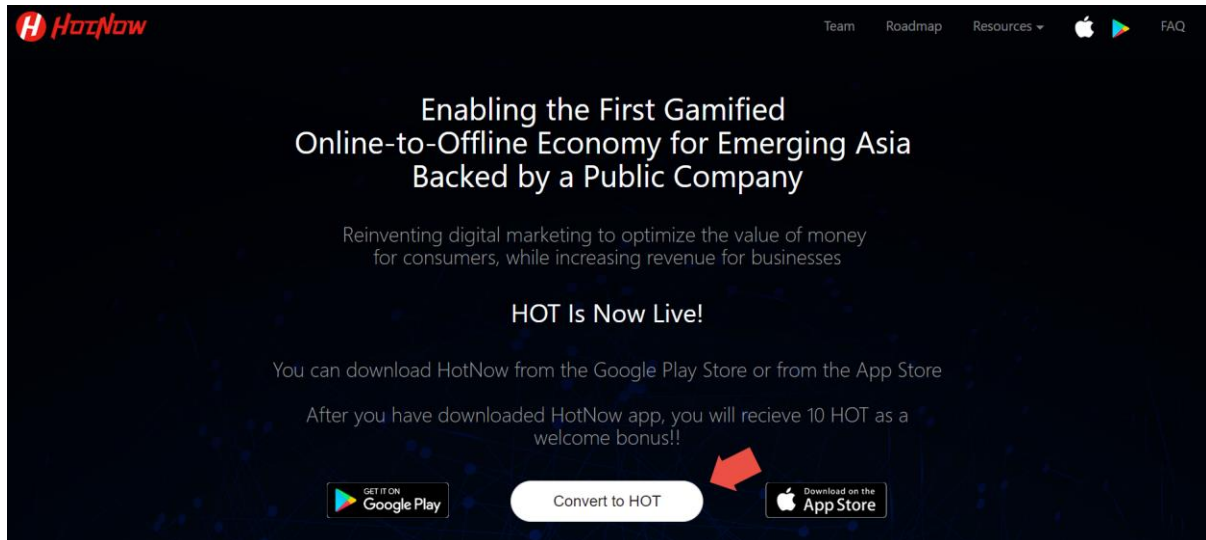 H HotNow
Team Roadmap Resources FAQ
Enabling the First Gamified
Online-to-Offline Economy for Emerging Asia
Backed by a Public Company
Reinventing digital marketing to optimize the value of money
for consumers, while increasing revenue for businesses
HOT Is Now Live!
You can download HotNow from the Google Play Store or from the App Store
After you have downloaded HotNow app, you will recieve 10 HOT as a
welcome bonus!!
GET IT ON
Google Play
Convert to HOT
Download on the
App Store